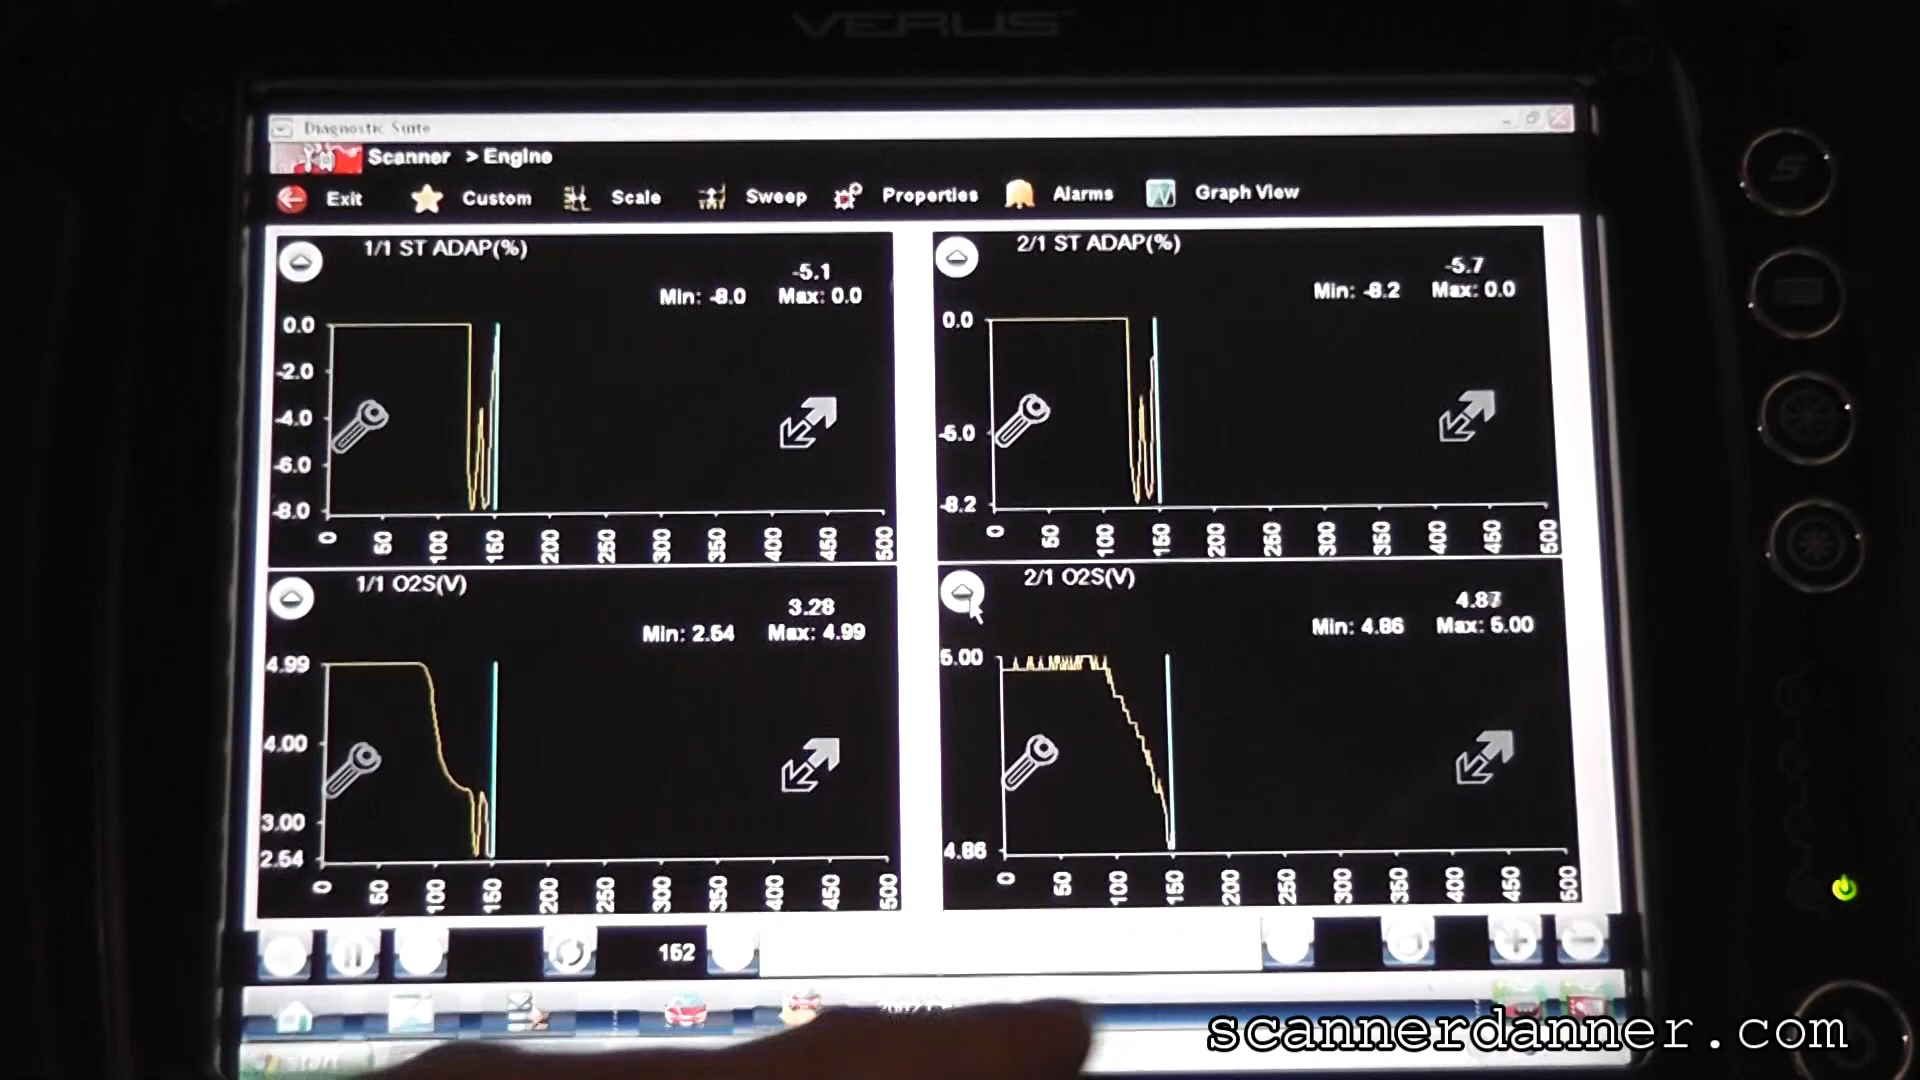 VERUS
Diagnostic Suite
Scanner > Engine
Exit Custom Scale Sweep Properties Alarms Graph View
1/1 ST ADAP(%)
-5.1
Min: -8.0 Max: 0.0
0.0
-2.0
-4.0
-6.0
-8.0
0 50 100 150 200 250 300 350 400 450 500
2/1 ST ADAP(%)
-5.7
Min: -8.2 Max: 0.0
0.0
-5.0
-8.2
0 50 100 150 200 250 300 350 400 450 500
1/1 O2S(V)
3.28
Min: 2.54 Max: 4.99
4.99
4.00
3.00
2.54
0 50 100 150 200 250 300 350 400 450 500
2/1 O2S(V)
4.87
Min: 4.86 Max: 5.00
5.00
4.86
0 50 100 150 200 250 300 350 400 450 500
152
start
scannerdanner.com